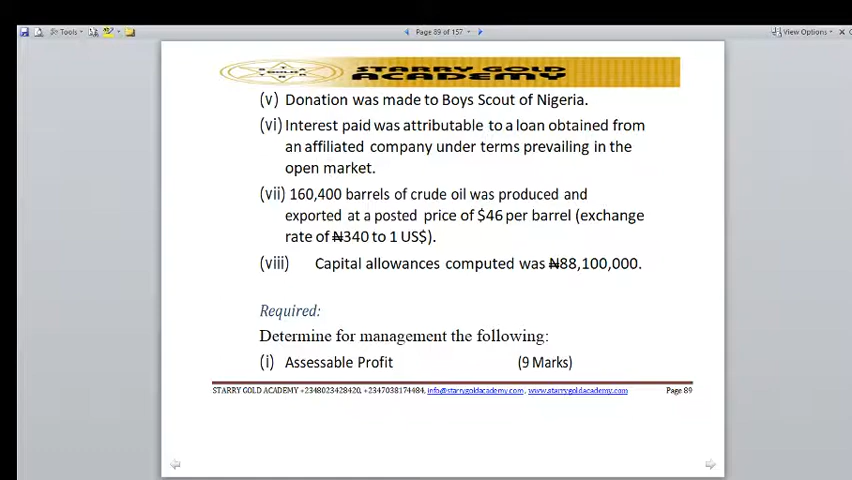 Tools
Page 89 of 157
View Options
STARRY GOLD
ACADEMY
(v) Donation was made to Boys Scout of Nigeria.
(vi) Interest paid was attributable to a loan obtained from
an affiliated company under terms prevailing in the
open market.
(vii) 160,400 barrels of crude oil was produced and
exported at a posted price of $46 per barrel (exchange
rate of ₦340 to 1 US$).
(viii) Capital allowances computed was ₦88,100,000.
Required:
Determine for management the following:
(i) Assessable Profit (9 Marks)
STARRY GOLD ACADEMY +2348023428420, +2347038174484, info@starrygoldacademy.com, www.starrygoldacademy.com Page 89